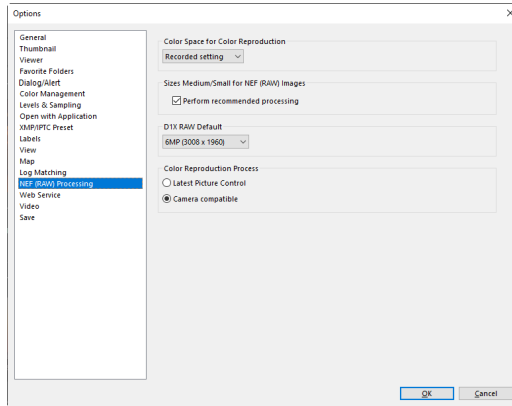 Options
General
Thumbnail
Viewer
Favorite Folders
Dialog/Alert
Color Management
Levels & Sampling
Open with Application
XMP/IPTC Preset
Labels
View
Map
Log Matching
NEF (RAW) Processing
Web Service
Video
Save
Color Space for Color Reproduction
Recorded setting
Sizes Medium/Small for NEF (RAW) Images
Perform recommended processing
D1X RAW Default
6MP (3008 x 1960)
Color Reproduction Process
Latest Picture Control
Camera compatible
OK Cancel